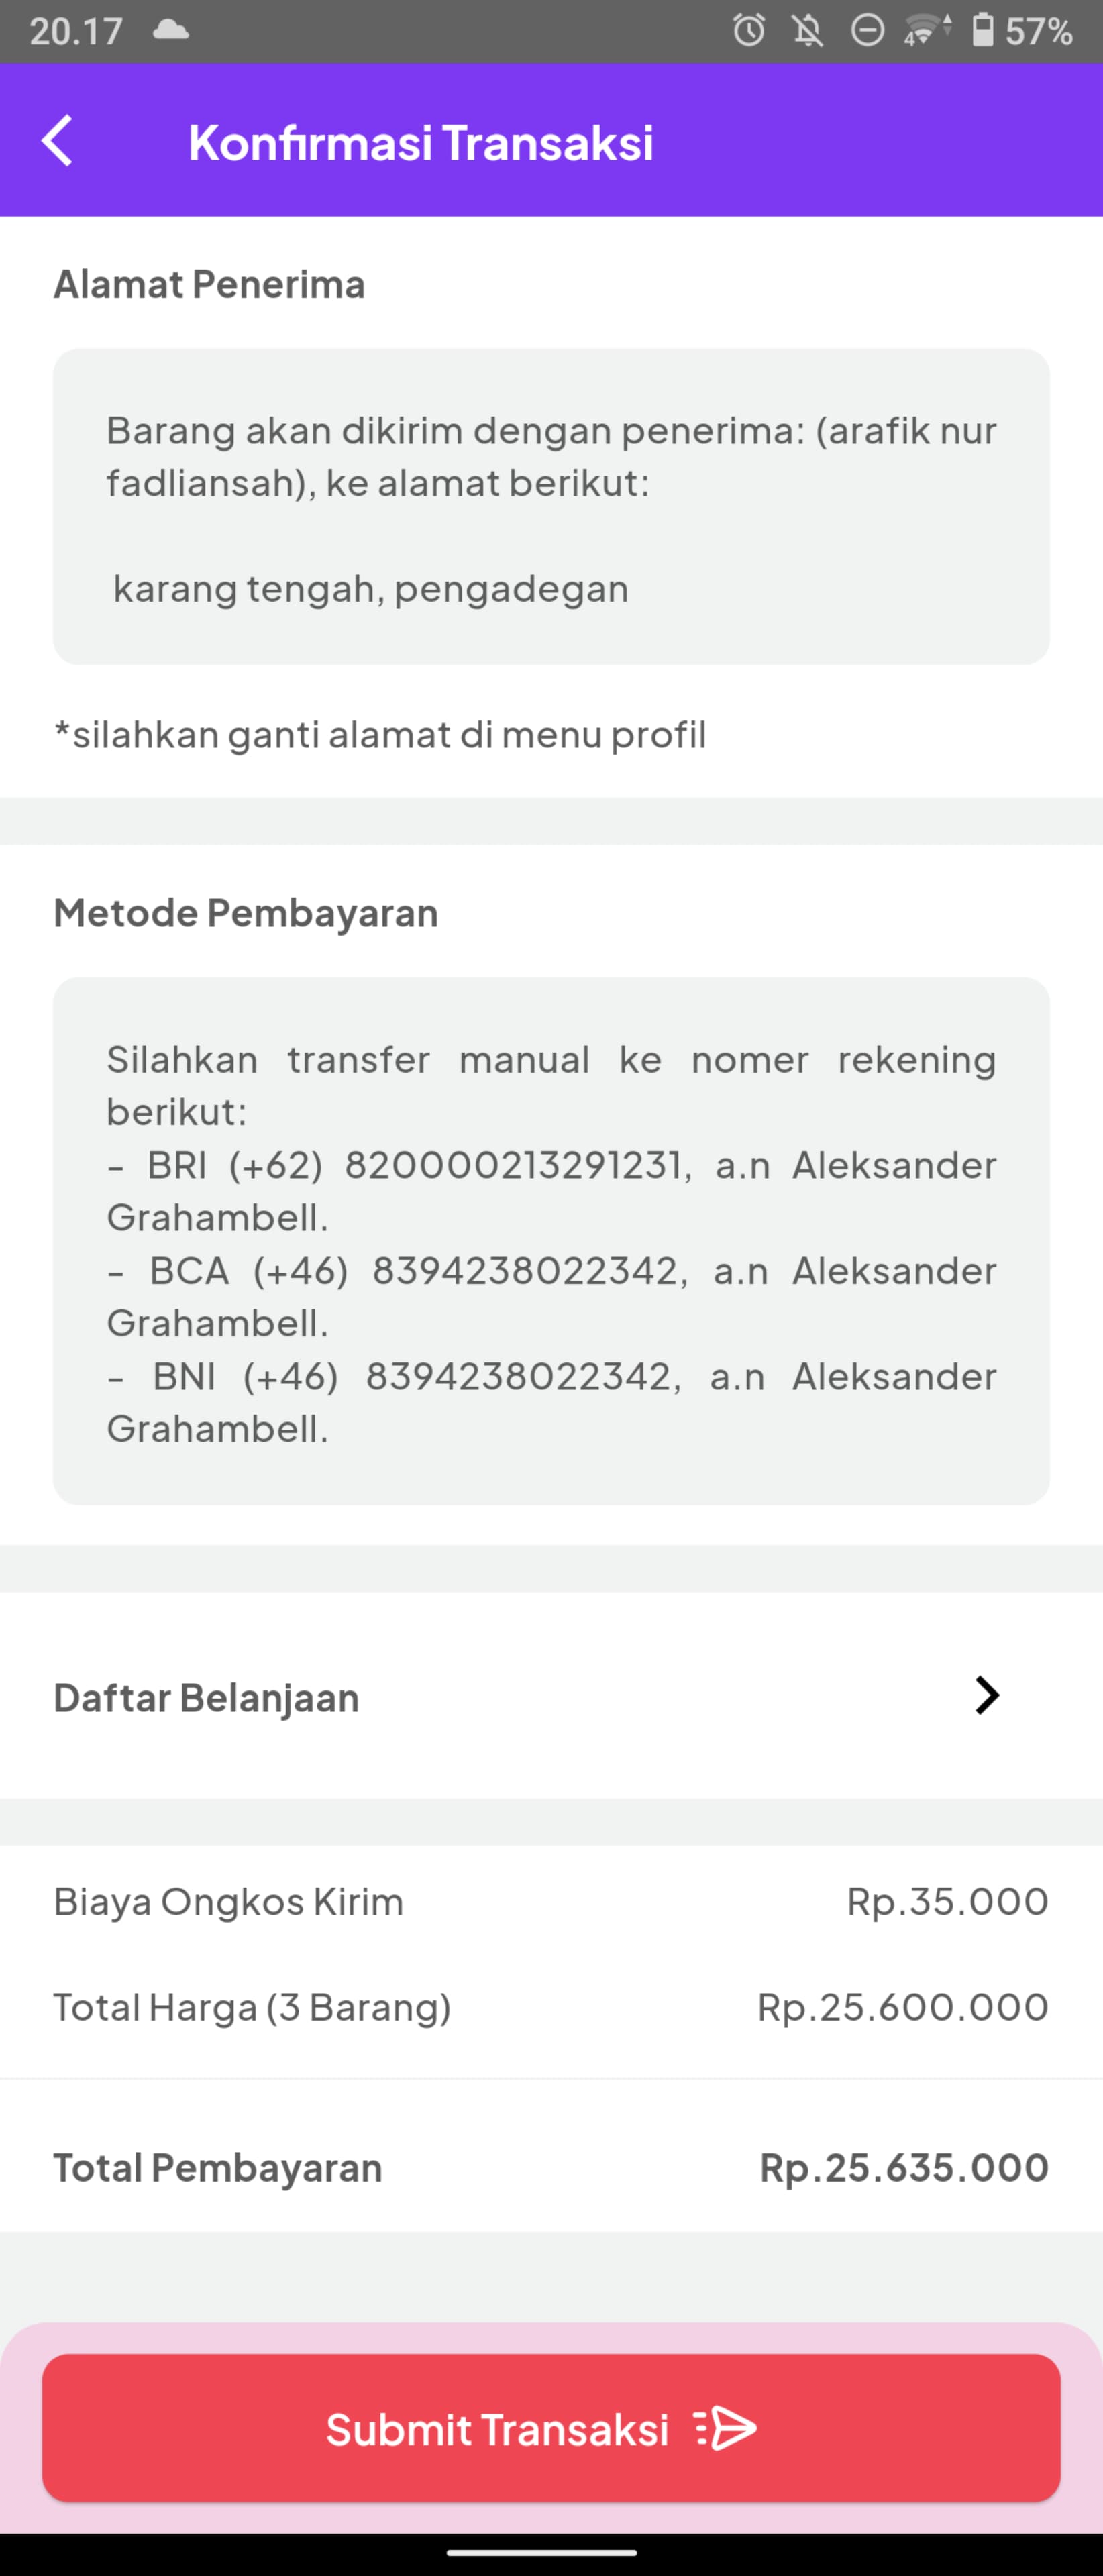 20.17
4
57%
Konfirmasi Transaksi
Alamat Penerima
Barang akan dikirim dengan penerima: (arafik nur
fadliansah), ke alamat berikut:
karang tengah, pengadegan
*silahkan ganti alamat di menu profil
Metode Pembayaran
Silahkan transfer manual ke nomer rekening
berikut:
- BRI (+62) 820000213291231, a.n Aleksander
Grahambell.
- BCA (+46) 8394238022342, a.n Aleksander
Grahambell.
- BNI (+46) 8394238022342, a.n Aleksander
Grahambell.
Daftar Belanjaan
Biaya Ongkos Kirim Rp.35.000
Total Harga (3 Barang) Rp.25.600.000
Total Pembayaran Rp.25.635.000
Submit Transaksi